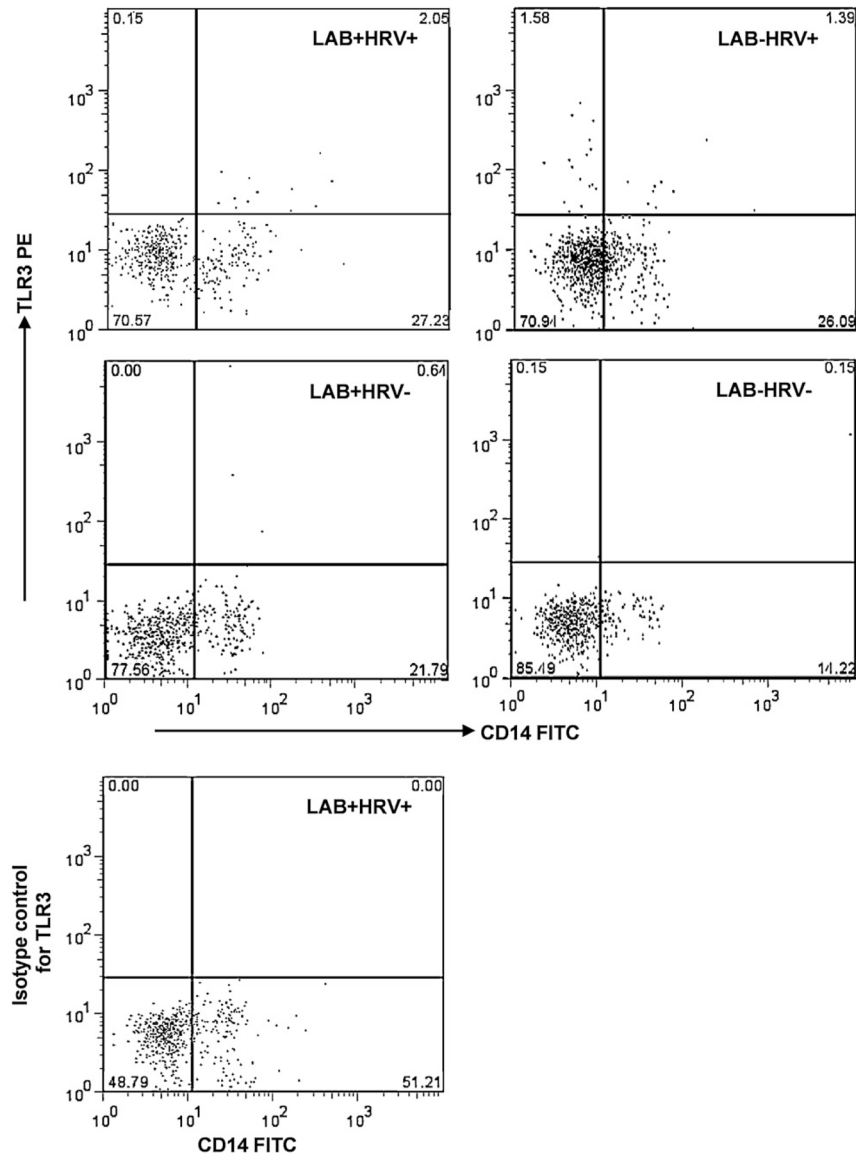 0.15 2.05
LAB+HRV+
10³
10²
10¹
10⁰
70.57 27.23
1.58 1.39
LAB-HRV+
10³
10²
10¹
10⁰
70.94 26.09
TLR3 PE
0.00 0.64
LAB+HRV-
10³
10²
10¹
10⁰
77.56 21.79
10⁰ 10¹ 10² 10³
0.15 0.15
LAB-HRV-
10³
10²
10¹
10⁰
85.49 14.22
10⁰ 10¹ 10² 10³
CD14 FITC
0.00 0.00
LAB+HRV+
10³
10²
10¹
10⁰
48.79 51.21
10⁰ 10¹ 10² 10³
Isotype control
for TLR3
CD14 FITC